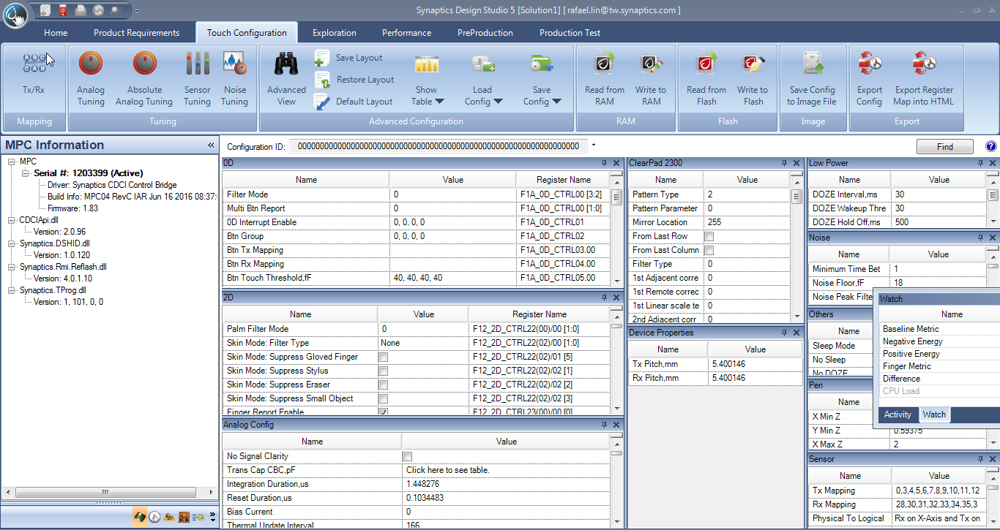 Synaptics Design Studio 5 [Solution1] [ rafael.lin@tw.synaptics.com ]
Home Product Requirements Touch Configuration Exploration Performance PreProduction Production Test
Tx/Rx
Mapping
Analog Tuning
Absolute Analog Tuning
Sensor Tuning
Noise Tuning
Tuning
Advanced View
Save Layout
Restore Layout
Default Layout
Show Table
Load Config
Save Config
Advanced Configuration
Read from RAM
Write to RAM
RAM
Read from Flash
Write to Flash
Flash
Save Config to Image File
Image
Export Config
Export Register Map into HTML
Export
MPC Information
MPC
Serial #: 1203399 (Active)
Driver: Synaptics CDCI Control Bridge
Build Info: MPC04 RevC IAR Jun 16 2016 08:37:0
Firmware: 1.83
CDCIApi.dll
Version: 2.0.96
Synaptics.DSHID.dll
Version: 1.0.120
Synaptics.Rmi.Reflash.dll
Version: 4.0.1.10
Synaptics.TProg.dll
Version: 1, 101, 0, 0
Configuration ID: 0000000000000000000000000000000000000000000000000000000000000000 *
Find
0D
Name Value Register Name
Filter Mode 0 F1A_0D_CTRL00 [3:2]
Multi Btn Report 0 F1A_0D_CTRL00 [1:0]
0D Interrupt Enable 0, 0, 0, 0 F1A_0D_CTRL01
Btn Group 0, 0, 0, 0 F1A_0D_CTRL02
Btn Tx Mapping F1A_0D_CTRL03.00
Btn Rx Mapping F1A_0D_CTRL04.00
Btn Touch Threshold,fF 40, 40, 40, 40 F1A_0D_CTRL05.00
2D
Name Value Register Name
Palm Filter Mode 0 F12_2D_CTRL22(00)/00 [1:0]
Skin Mode: Filter Type None F12_2D_CTRL22(02)/00 [1:0]
Skin Mode: Suppress Gloved Finger F12_2D_CTRL22(02)/01 [5]
Skin Mode: Suppress Stylus F12_2D_CTRL22(02)/02 [1]
Skin Mode: Suppress Eraser F12_2D_CTRL22(02)/02 [2]
Skin Mode: Suppress Small Object F12_2D_CTRL22(02)/02 [3]
Finger Report Enable F12_2D_CTRL23(00)/00 [0]
Analog Config
Name Value
No Signal Clarity
Trans Cap CBC,pF Click here to see table.
Integration Duration,us 1.448276
Reset Duration,us 0.1034483
Bias Current 0
Thermal Update Interval 166
ClearPad 2300
Name Value
Pattern Type 2
Pattern Parameter 0
Mirror Location 255
From Last Row
From Last Column
Filter Type 0
1st Adjacent corre 0
1st Remote correc 0
1st Linear scale te 0
2nd Adjacent corr 0
Device Properties
Name Value
Tx Pitch,mm 5.400146
Rx Pitch,mm 5.400146
Low Power
Name Value
DOZE Interval,ms 30
DOZE Wakeup Thre 30
DOZE Hold Off,ms 500
Noise
Name Value
Minimum Time Bet 1
Noise Floor,fF 18
Noise Peak Filte
Others
Name
Sleep Mode
No Sleep
No DOZE
Pen
Name
X Min Z
Y Min Z 0.59375
X Max Z 2
Watch
Name
Baseline Metric
Negative Energy
Positive Energy
Finger Metric
Difference
CPU Load
Activity Watch
Sensor
Name Value
Tx Mapping 0,3,4,5,6,7,8,9,10,11,12
Rx Mapping 28,30,31,32,33,34,35,3
Physical To Logical Rx on X-Axis and Tx on